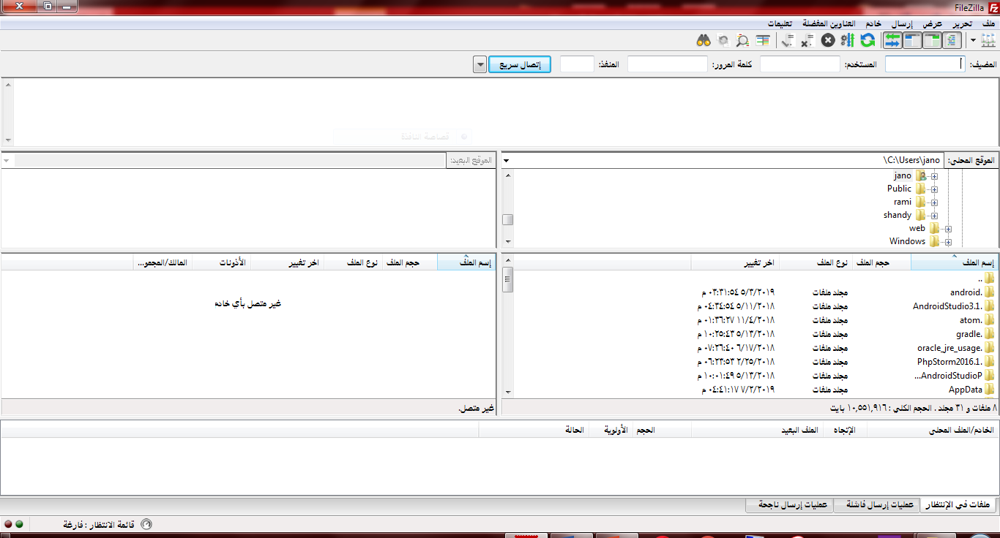 FileZilla
ملف تحرير عرض إرسال خادم العناوين المفضلة تعليمات
المضيف: المستخدم: كلمة المرور: المنفذ: إتصال سريع
قصاصة النافذة
الموقع المحلي: C:\Users\jano\
الموقع البعيد:
jano
Public
rami
shandy
web
Windows
إسم الملف حجم الملف نوع الملف اخر تغيير
..
.android مجلد ملفات ٥/٣/٢٠١٩ ٠٣:٣١:٥٤ م
.AndroidStudio3.1 مجلد ملفات ٥/١١/٢٠١٨ ٠٤:٣٤:٥٤ م
.atom مجلد ملفات ١١/٤/٢٠١٨ ٠١:٣٦:٢٧ م
.gradle مجلد ملفات ٥/١٣/٢٠١٨ ١٠:٢٥:٤٣ م
.oracle_jre_usage مجلد ملفات ٦/١٧/٢٠١٨ ٠٧:٢٦:٤٠ م
.PhpStorm2016.1 مجلد ملفات ٢/٢٥/٢٠١٨ ٠٦:٢٣:٥٣ م
AndroidStudioP... مجلد ملفات ٥/١٣/٢٠١٨ ١٠:٠١:٤٩ م
AppData مجلد ملفات ٧/٢/٢٠١٩ ٠٤:٤١:١٧ م
٨ ملفات و ٣١ مجلد . الحجم الكلي : ١٠,٥٥١,٩١٦ بايت
إسم الملف حجم الملف نوع الملف اخر تغيير الأذونات المالك/المجمو...
غير متصل بأي خادم
غير متصل.
الخادم/الملف المحلي الإتجاه الملف البعيد الحجم الأولوية الحالة
ملفات في الإنتظار عمليات إرسال فاشلة عمليات إرسال ناجحة
قائمة الانتظار : فارغة